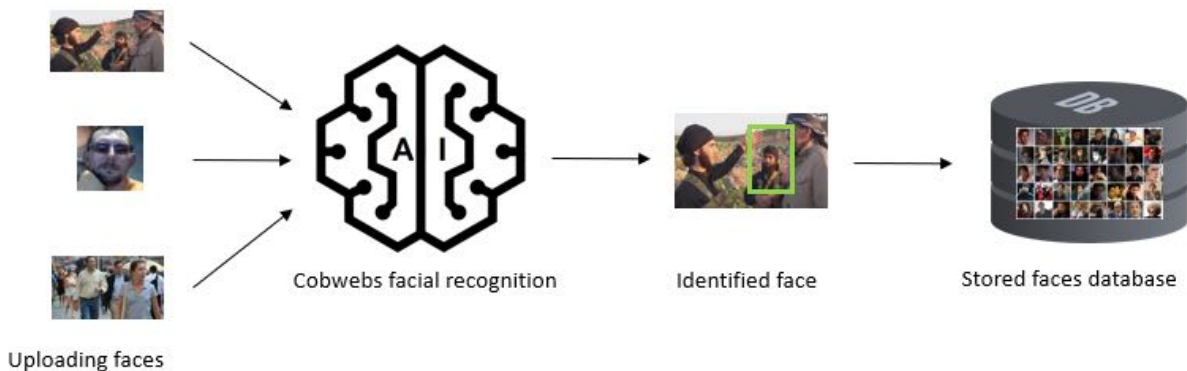 A I
DB
Cobwebs facial recognition
Identified face
Stored faces database
Uploading faces